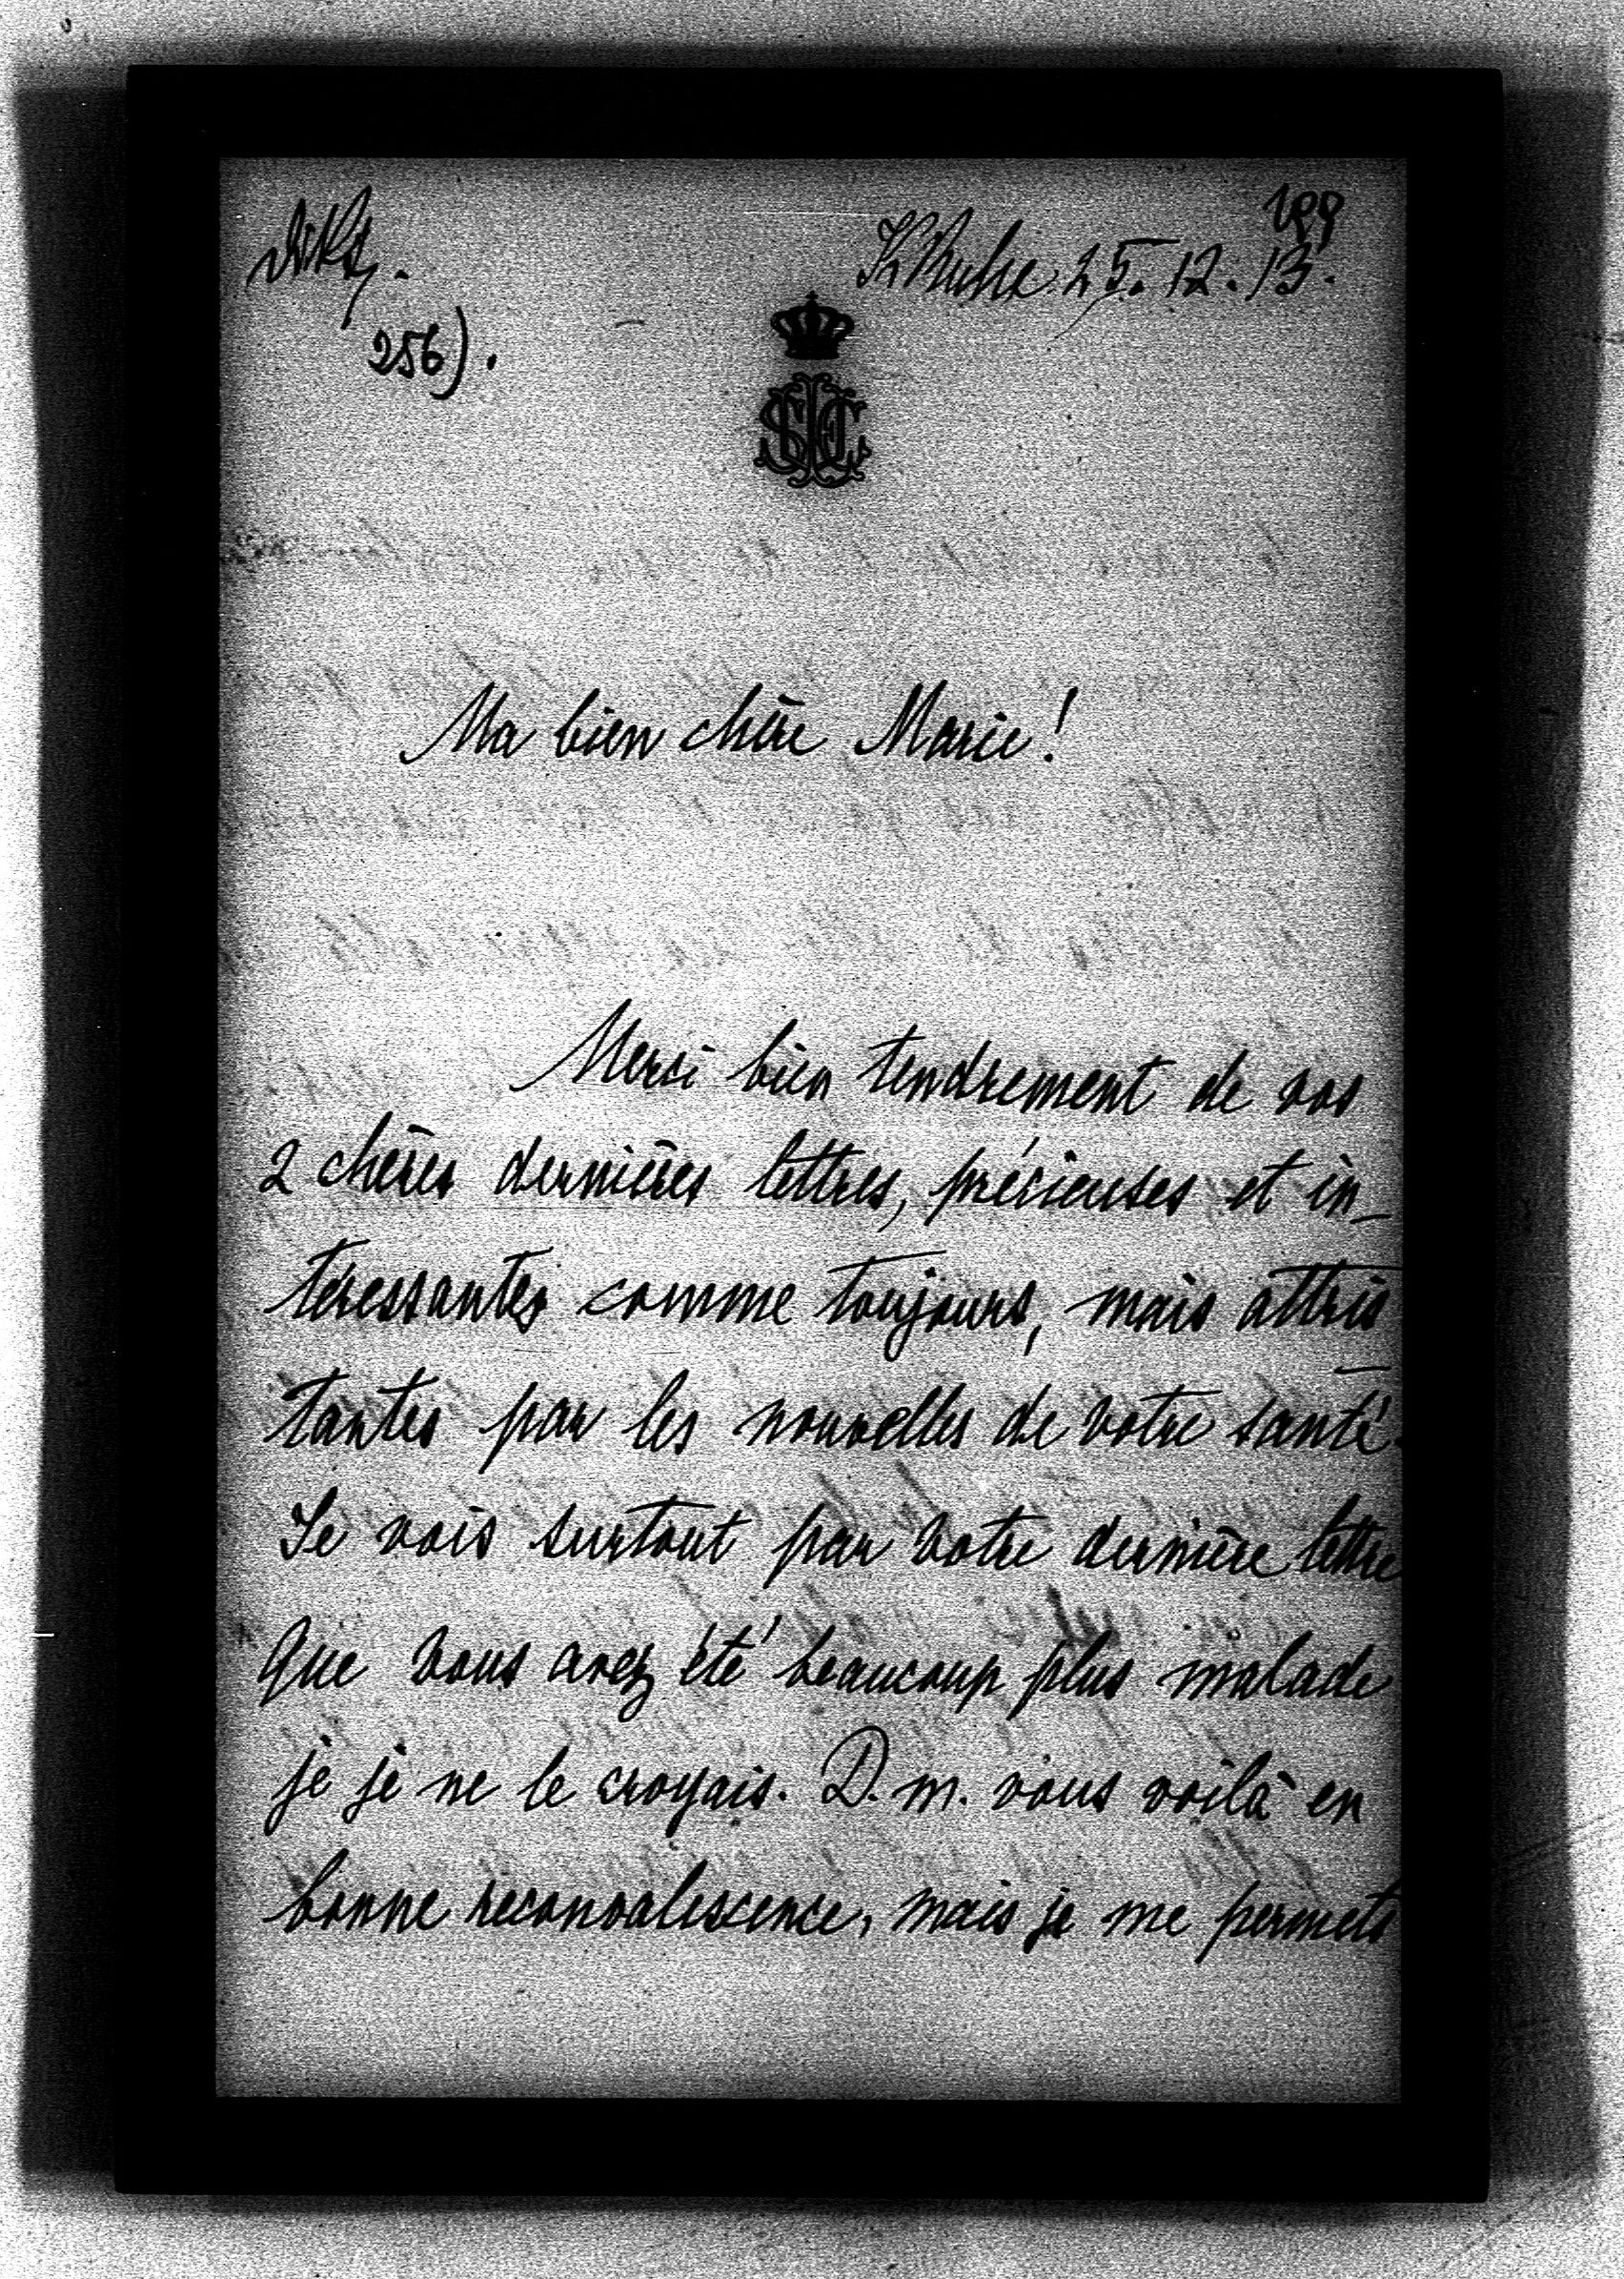 256).
KRuhe 25. 12. 13.
Ma bien chère Marie!
Merci bien tendrement de vos
2 chères dernières lettres, précieuses et in_
téressantes comme toujours, mais attris
tantes par les nouvelles de votre santé.
Je vois surtout par votre dernière lettre
que vous avez été beaucoup plus malade
je je ne le croyais. D. m. vous voilà en
bonne reconvalescence, mais je me permets